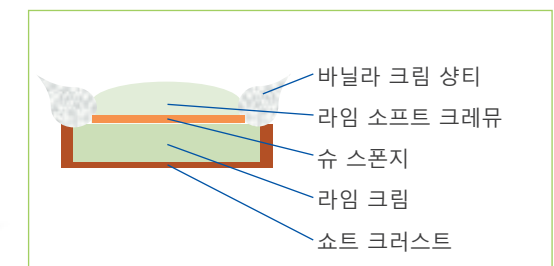 바닐라 크림 샹티
라임 소프트 크레뮤
슈 스폰지
라임 크림
쇼트 크러스트